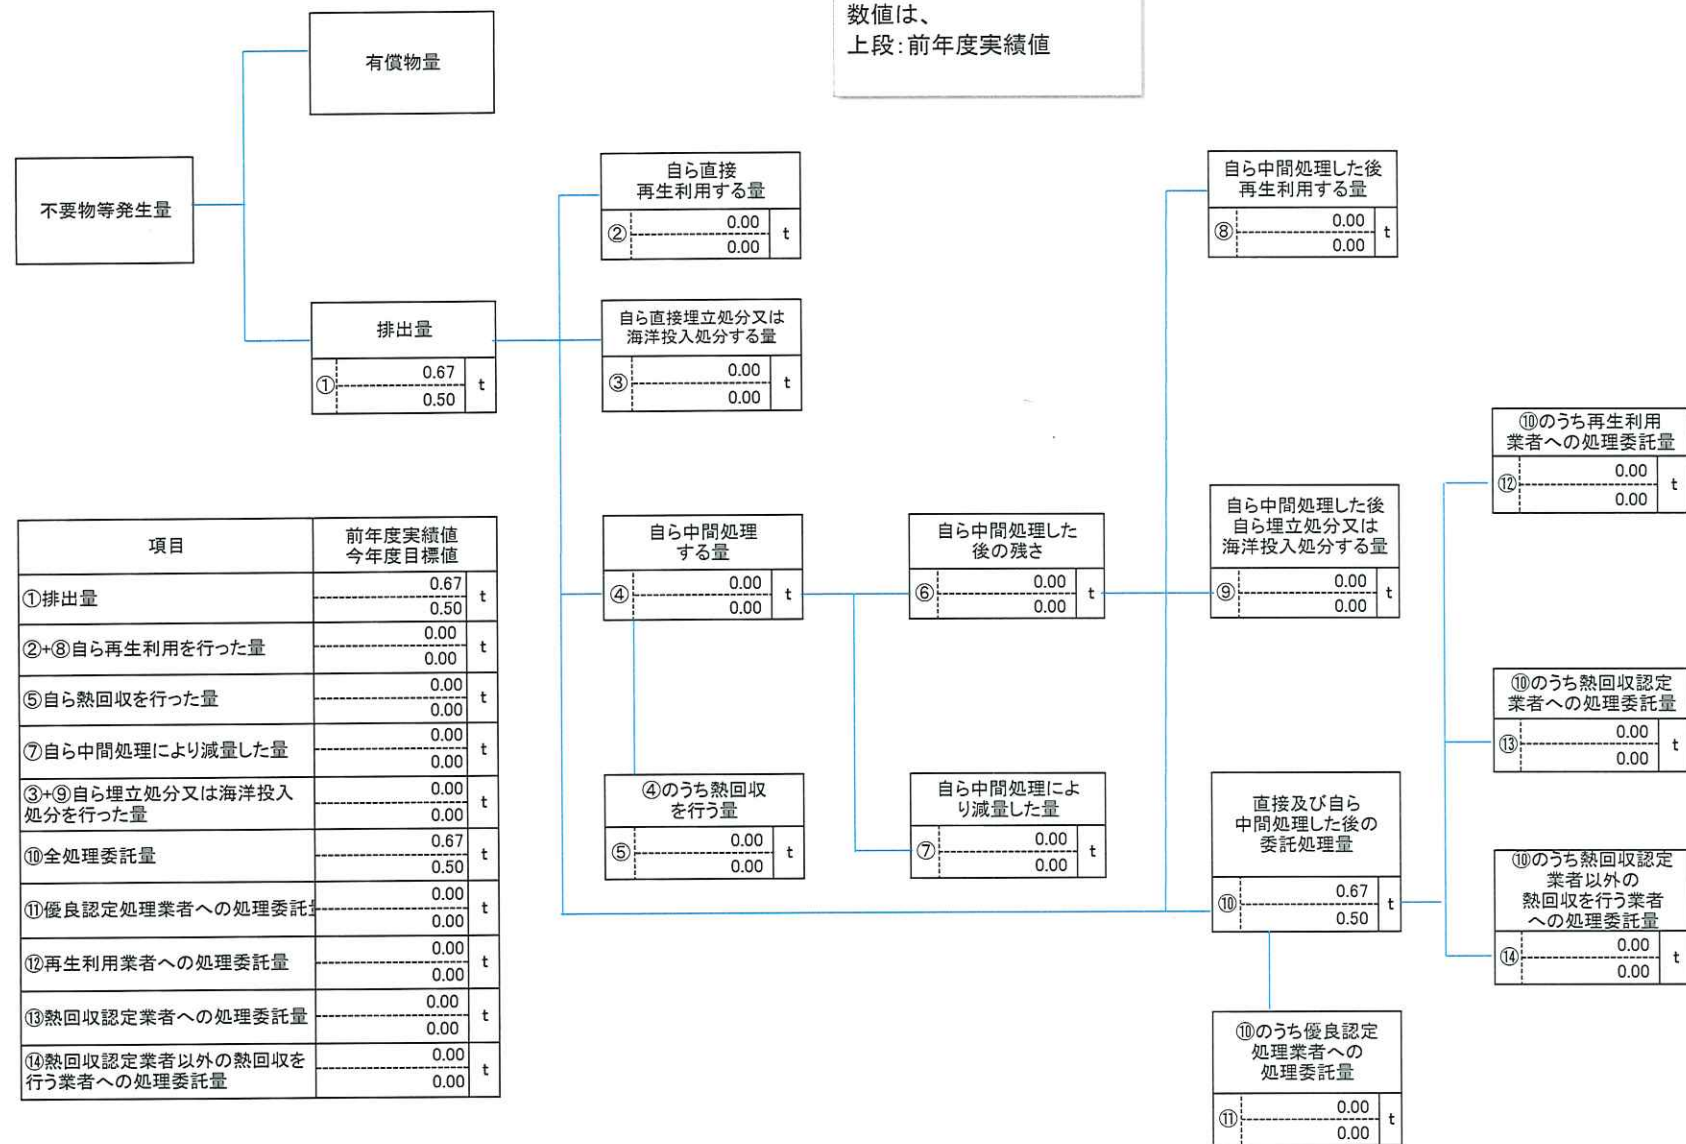 数値は、
上段:前年度実績値
有償物量
不要物等発生量
排出量
①
0.67
0.50
t
自ら直接
再生利用する量
②
0.00
0.00
t
自ら直接埋立処分又は
海洋投入処分する量
③
0.00
0.00
t
自ら中間処理
する量
④
0.00
0.00
t
④のうち熱回収
を行う量
⑤
0.00
0.00
t
自ら中間処理した
後の残さ
⑥
0.00
0.00
t
自ら中間処理によ
り減量した量
⑦
0.00
0.00
t
自ら中間処理した後
再生利用する量
⑧
0.00
0.00
t
自ら中間処理した後
自ら埋立処分又は
海洋投入処分する量
⑨
0.00
0.00
t
直接及び自ら
中間処理した後の
委託処理量
⑩
0.67
0.50
t
⑩のうち優良認定
処理業者への
処理委託量
⑪
0.00
0.00
t
⑩のうち再生利用
業者への処理委託量
⑫
0.00
0.00
t
⑩のうち熱回収認定
業者への処理委託量
⑬
0.00
0.00
t
⑩のうち熱回収認定
業者以外の
熱回収を行う業者
への処理委託量
⑭
0.00
0.00
t
項目
前年度実績値
今年度目標値
①排出量
0.67
0.50
t
②+⑧自ら再生利用を行った量
0.00
0.00
t
⑤自ら熱回収を行った量
0.00
0.00
t
⑦自ら中間処理により減量した量
0.00
0.00
t
③+⑨自ら埋立処分又は海洋投入
処分を行った量
0.00
0.00
t
⑩全処理委託量
0.67
0.50
t
⑪優良認定処理業者への処理委託
0.00
0.00
t
⑫再生利用業者への処理委託量
0.00
0.00
t
⑬熱回収認定業者への処理委託量
0.00
0.00
t
⑭熱回収認定業者以外の熱回収を
行う業者への処理委託量
0.00
0.00
t